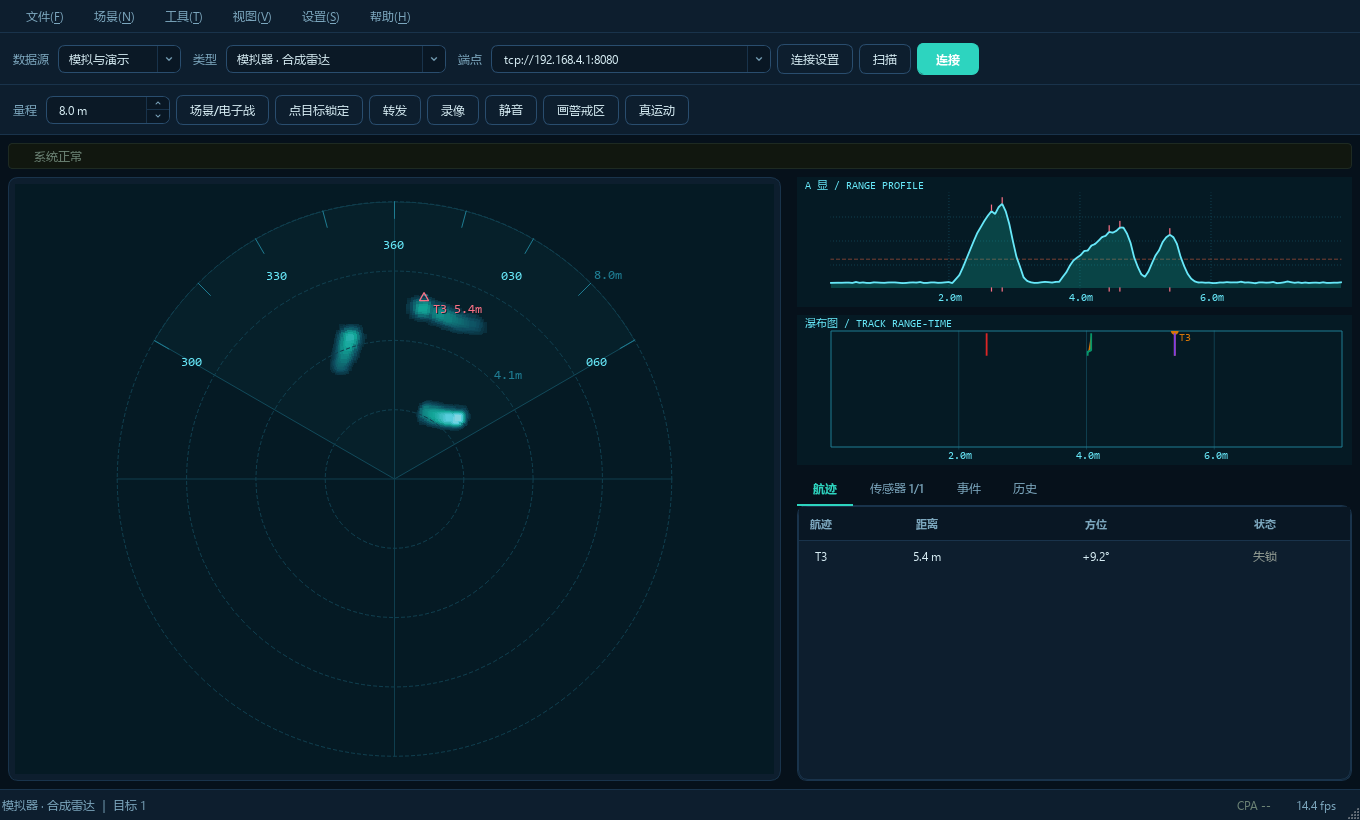 文件(F) 场景(N) 工具(T) 视图(V) 设置(S) 帮助(H)
数据源 模拟与演示 类型 模拟器 · 合成雷达 端点 tcp://192.168.4.1:8080 连接设置 扫描 连接
量程 8.0 m 场景/电子战 点目标锁定 转发 录像 静音 画警戒区 真运动
系统正常
360
330
030
8.0m
T3 5.4m
300
060
4.1m
A 显 / RANGE PROFILE
2.0m 4.0m 6.0m
瀑布图 / TRACK RANGE-TIME
T3
2.0m 4.0m 6.0m
航迹 传感器 1/1 事件 历史
航迹 距离 方位 状态
T3 5.4 m +9.2° 失锁
模拟器 · 合成雷达 | 目标 1 CPA -- 14.4 fps